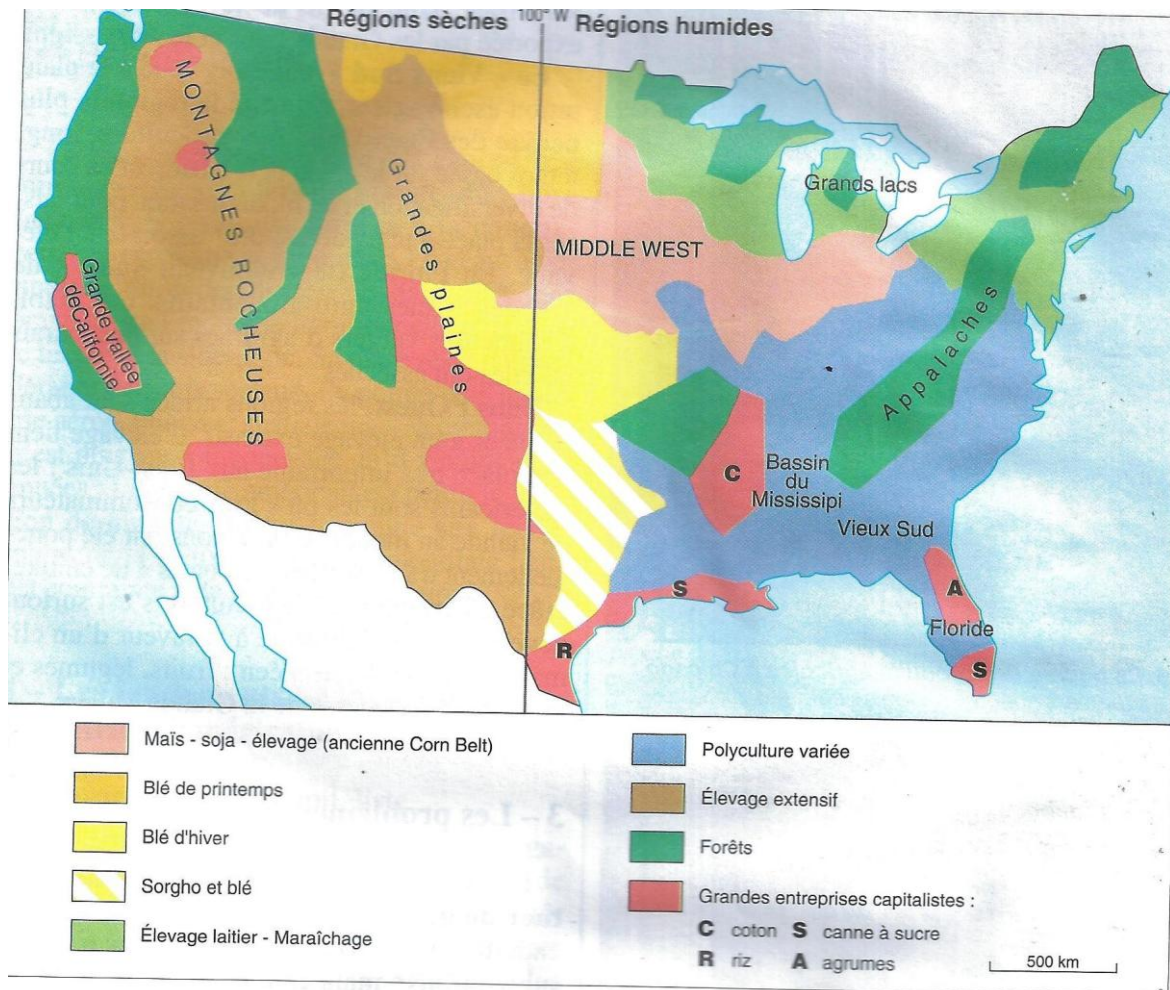 Régions sèches 100° W Régions humides
MONTAGNES ROCHEUSES
Grandes plaines
Grands lacs
MIDDLE WEST
Grande vallée
deCalifornie
Appalaches
C
Bassin
du
Mississipi
Vieux Sud
S
A
Floride
R
S
Maïs - soja - élevage (ancienne Corn Belt)
Blé de printemps
Blé d'hiver
Sorgho et blé
Élevage laitier - Maraîchage
Polyculture variée
Élevage extensif
Forêts
Grandes entreprises capitalistes :
C coton S canne à sucre
R riz A agrumes
500 km